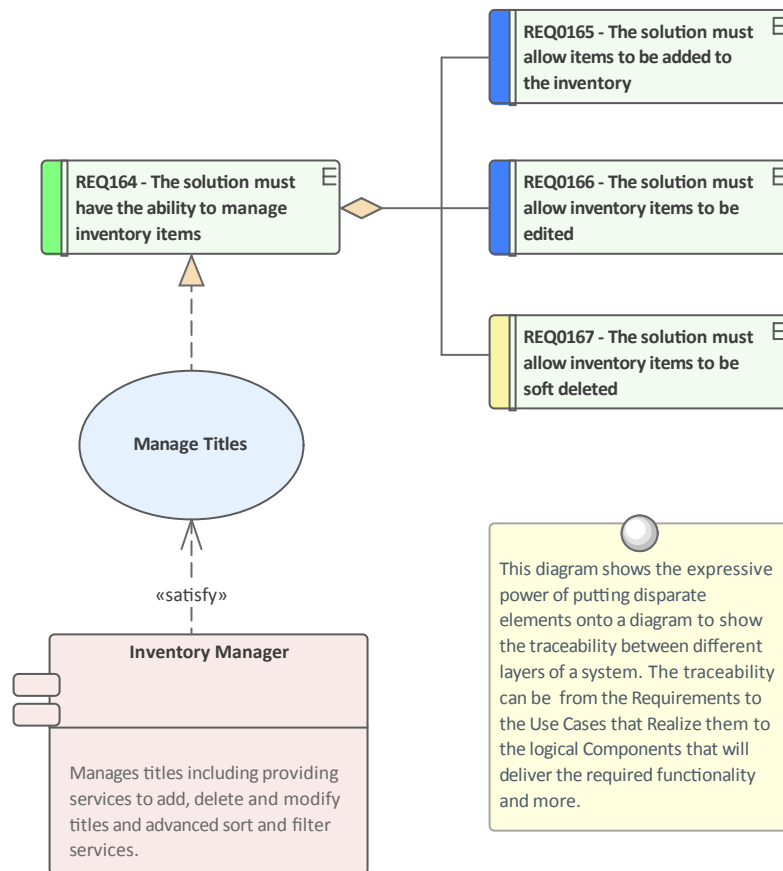 REQ0165 - The solution must
allow items to be added to
the inventory
REQ164 - The solution must
have the ability to manage
inventory items
REQ0166 - The solution must
allow inventory items to be
edited
REQ0167 - The solution must
allow inventory items to be
soft deleted
Manage Titles
«satisfy»
Inventory Manager
Manages titles including providing
services to add, delete and modify
titles and advanced sort and filter
services.
This diagram shows the expressive
power of putting disparate
elements onto a diagram to show
the traceability between different
layers of a system. The traceability
can be  from the Requirements to
the Use Cases that Realize them to
the logical Components that will
deliver the required functionality
and more.